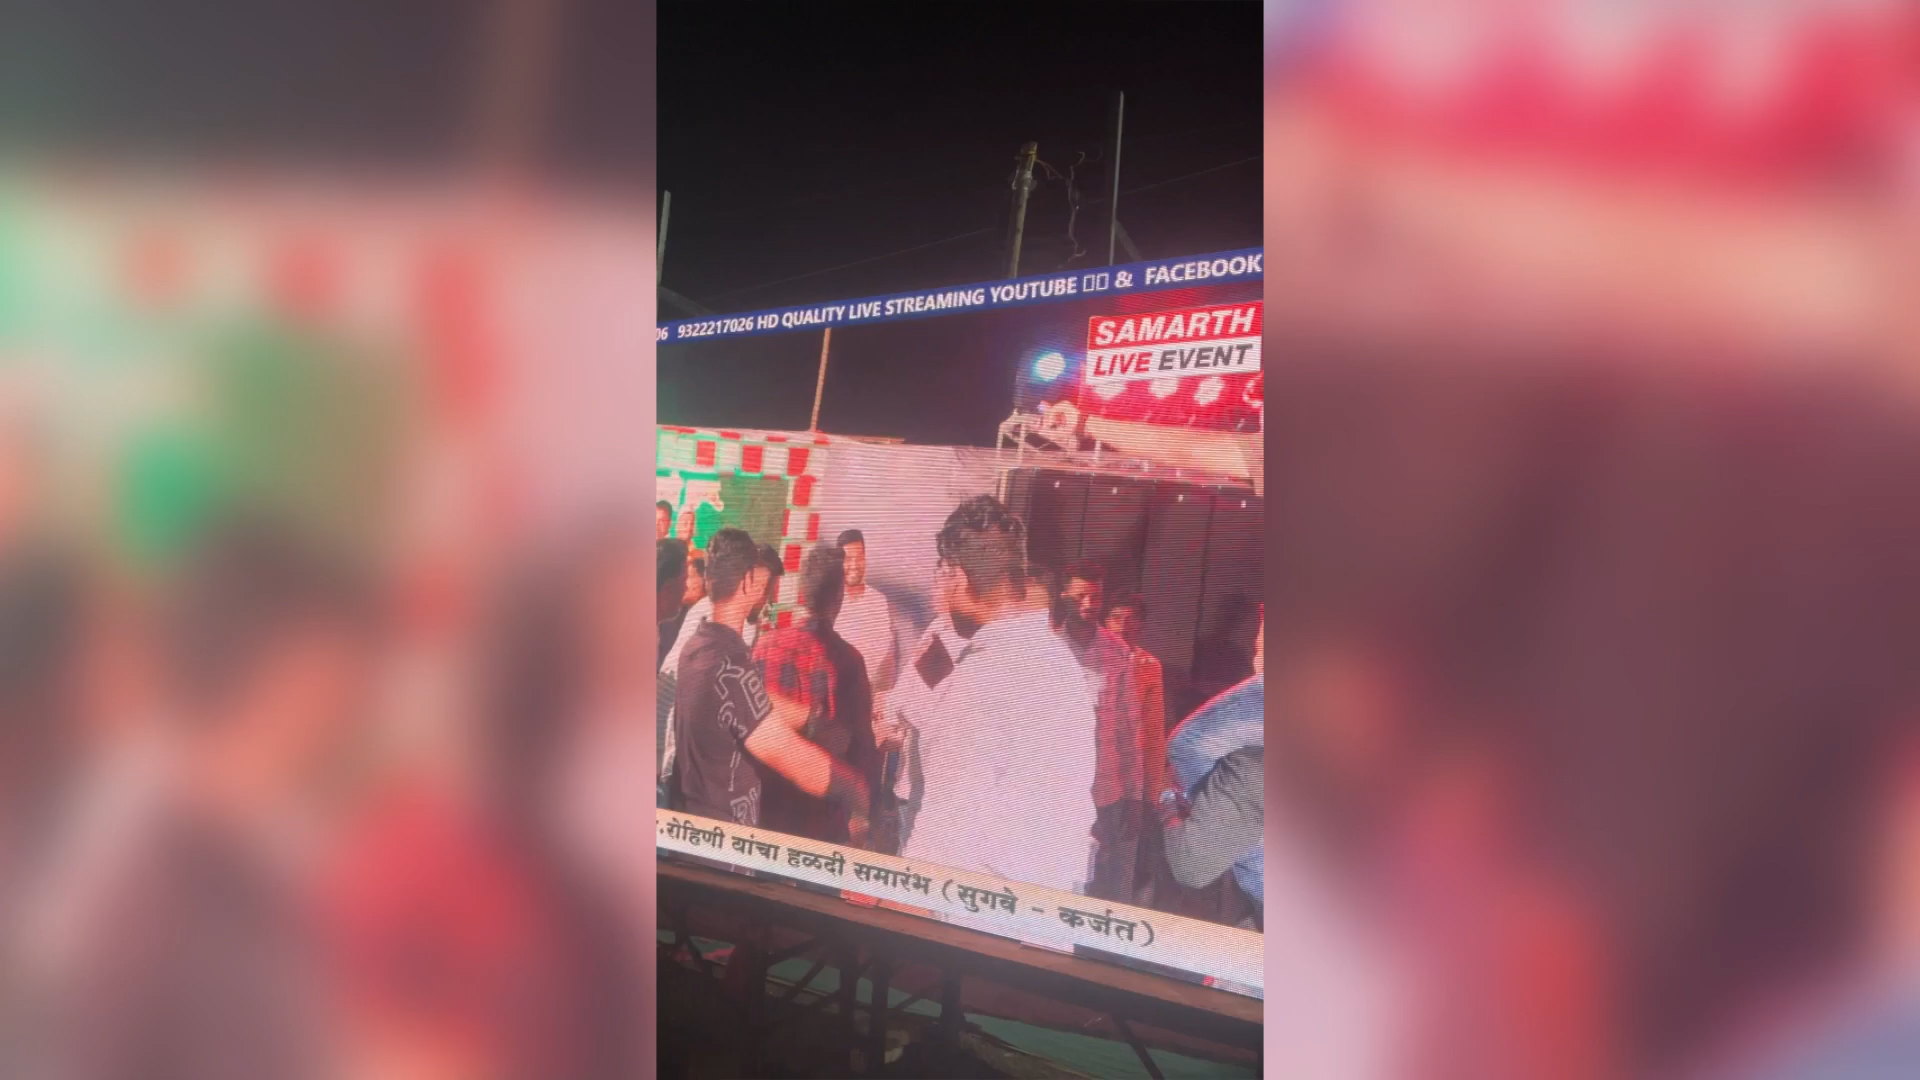 06 9322217026 HD QUALITY LIVE STREAMING YOUTUBE & FACEBOOK
SAMARTH
LIVE EVENT
.रोहिणी यांचा हळदी समारंभ (सुगवे - कर्जत)